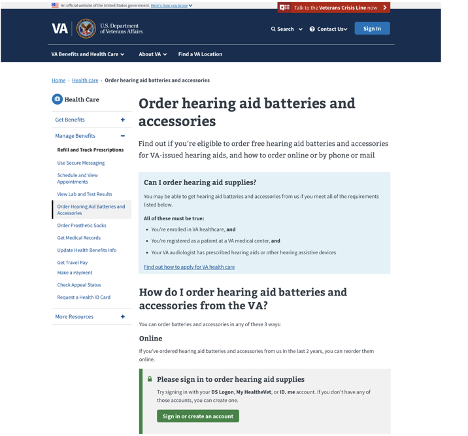 An official website of the United States government. Here's how you know
Talk to the Veterans Crisis Line now
VA
U.S. Department
of Veterans Affairs
Search
Contact Us
Sign in
VA Benefits and Health Care
About VA
Find a VA Location
Home › Health care › Order hearing aid batteries and accessories
Health Care
Get Benefits +
Manage Benefits −
Refill and Track Prescriptions
Use Secure Messaging
Schedule and View
Appointments
View Lab and Test Results
Order Hearing Aid Batteries and
Accessories
Order Prosthetic Socks
Get Medical Records
Update Health Benefits Info
Get Travel Pay
Make a Payment
Check Appeal Status
Request a Health ID Card
More Resources +
Order hearing aid batteries and
accessories
Find out if you're eligible to order free hearing aid batteries and accessories
for VA-issued hearing aids, and how to order online or by phone or mail
Can I order hearing aid supplies?
You may be able to get hearing aid batteries and accessories from us if you meet all of the requirements
listed below.
All of these must be true:
• You're enrolled in VA healthcare, and
• You're registered as a patient at a VA medical center, and
• Your VA audiologist has prescribed hearing aids or other hearing assistive devices
Find out how to apply for VA health care
How do I order hearing aid batteries and
accessories from the VA?
You can order batteries and accessories in any of these 3 ways:
Online
If you've ordered hearing aid batteries and accessories from us in the last 2 years, you can reorder them
online.
Please sign in to order hearing aid supplies
Try signing in with your DS Logon, My HealtheVet, or ID.me account. If you don't have any of
those accounts, you can create one.
Sign in or create an account